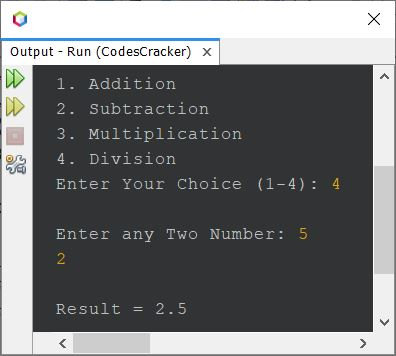 Output - Run (CodesCracker) ×
1. Addition
2. Subtraction
3. Multiplication
4. Division
Enter Your Choice (1-4): 4
Enter any Two Number: 5
2
Result = 2.5